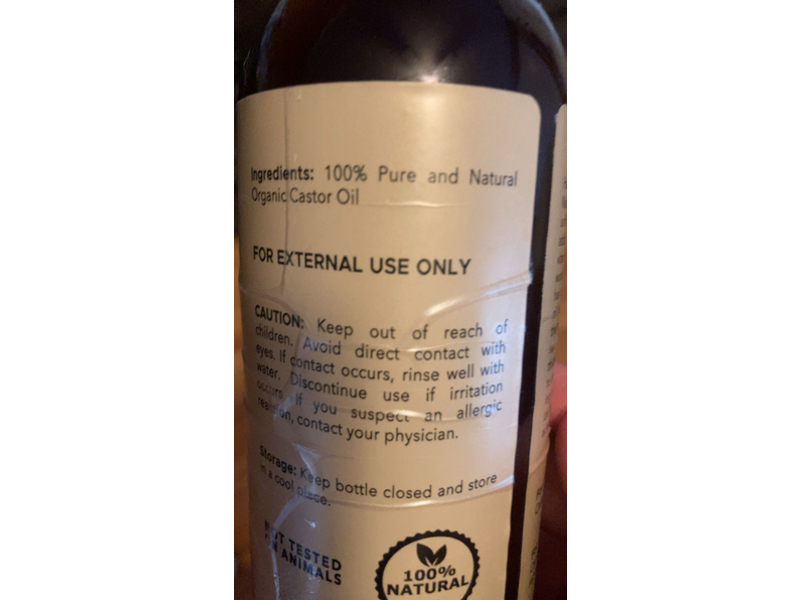 Ingredients: 100% Pure and Natural
Organic Castor Oil
FOR EXTERNAL USE ONLY
CAUTION: Keep out of reach of
children. Avoid direct contact with
eyes. If contact occurs, rinse well with
water. Discontinue use if irritation
occurs. If you suspect an allergic
reaction, contact your physician.
Storage: Keep bottle closed and store
in a cool place.
NOT TESTED
ON ANIMALS
100%
NATURAL